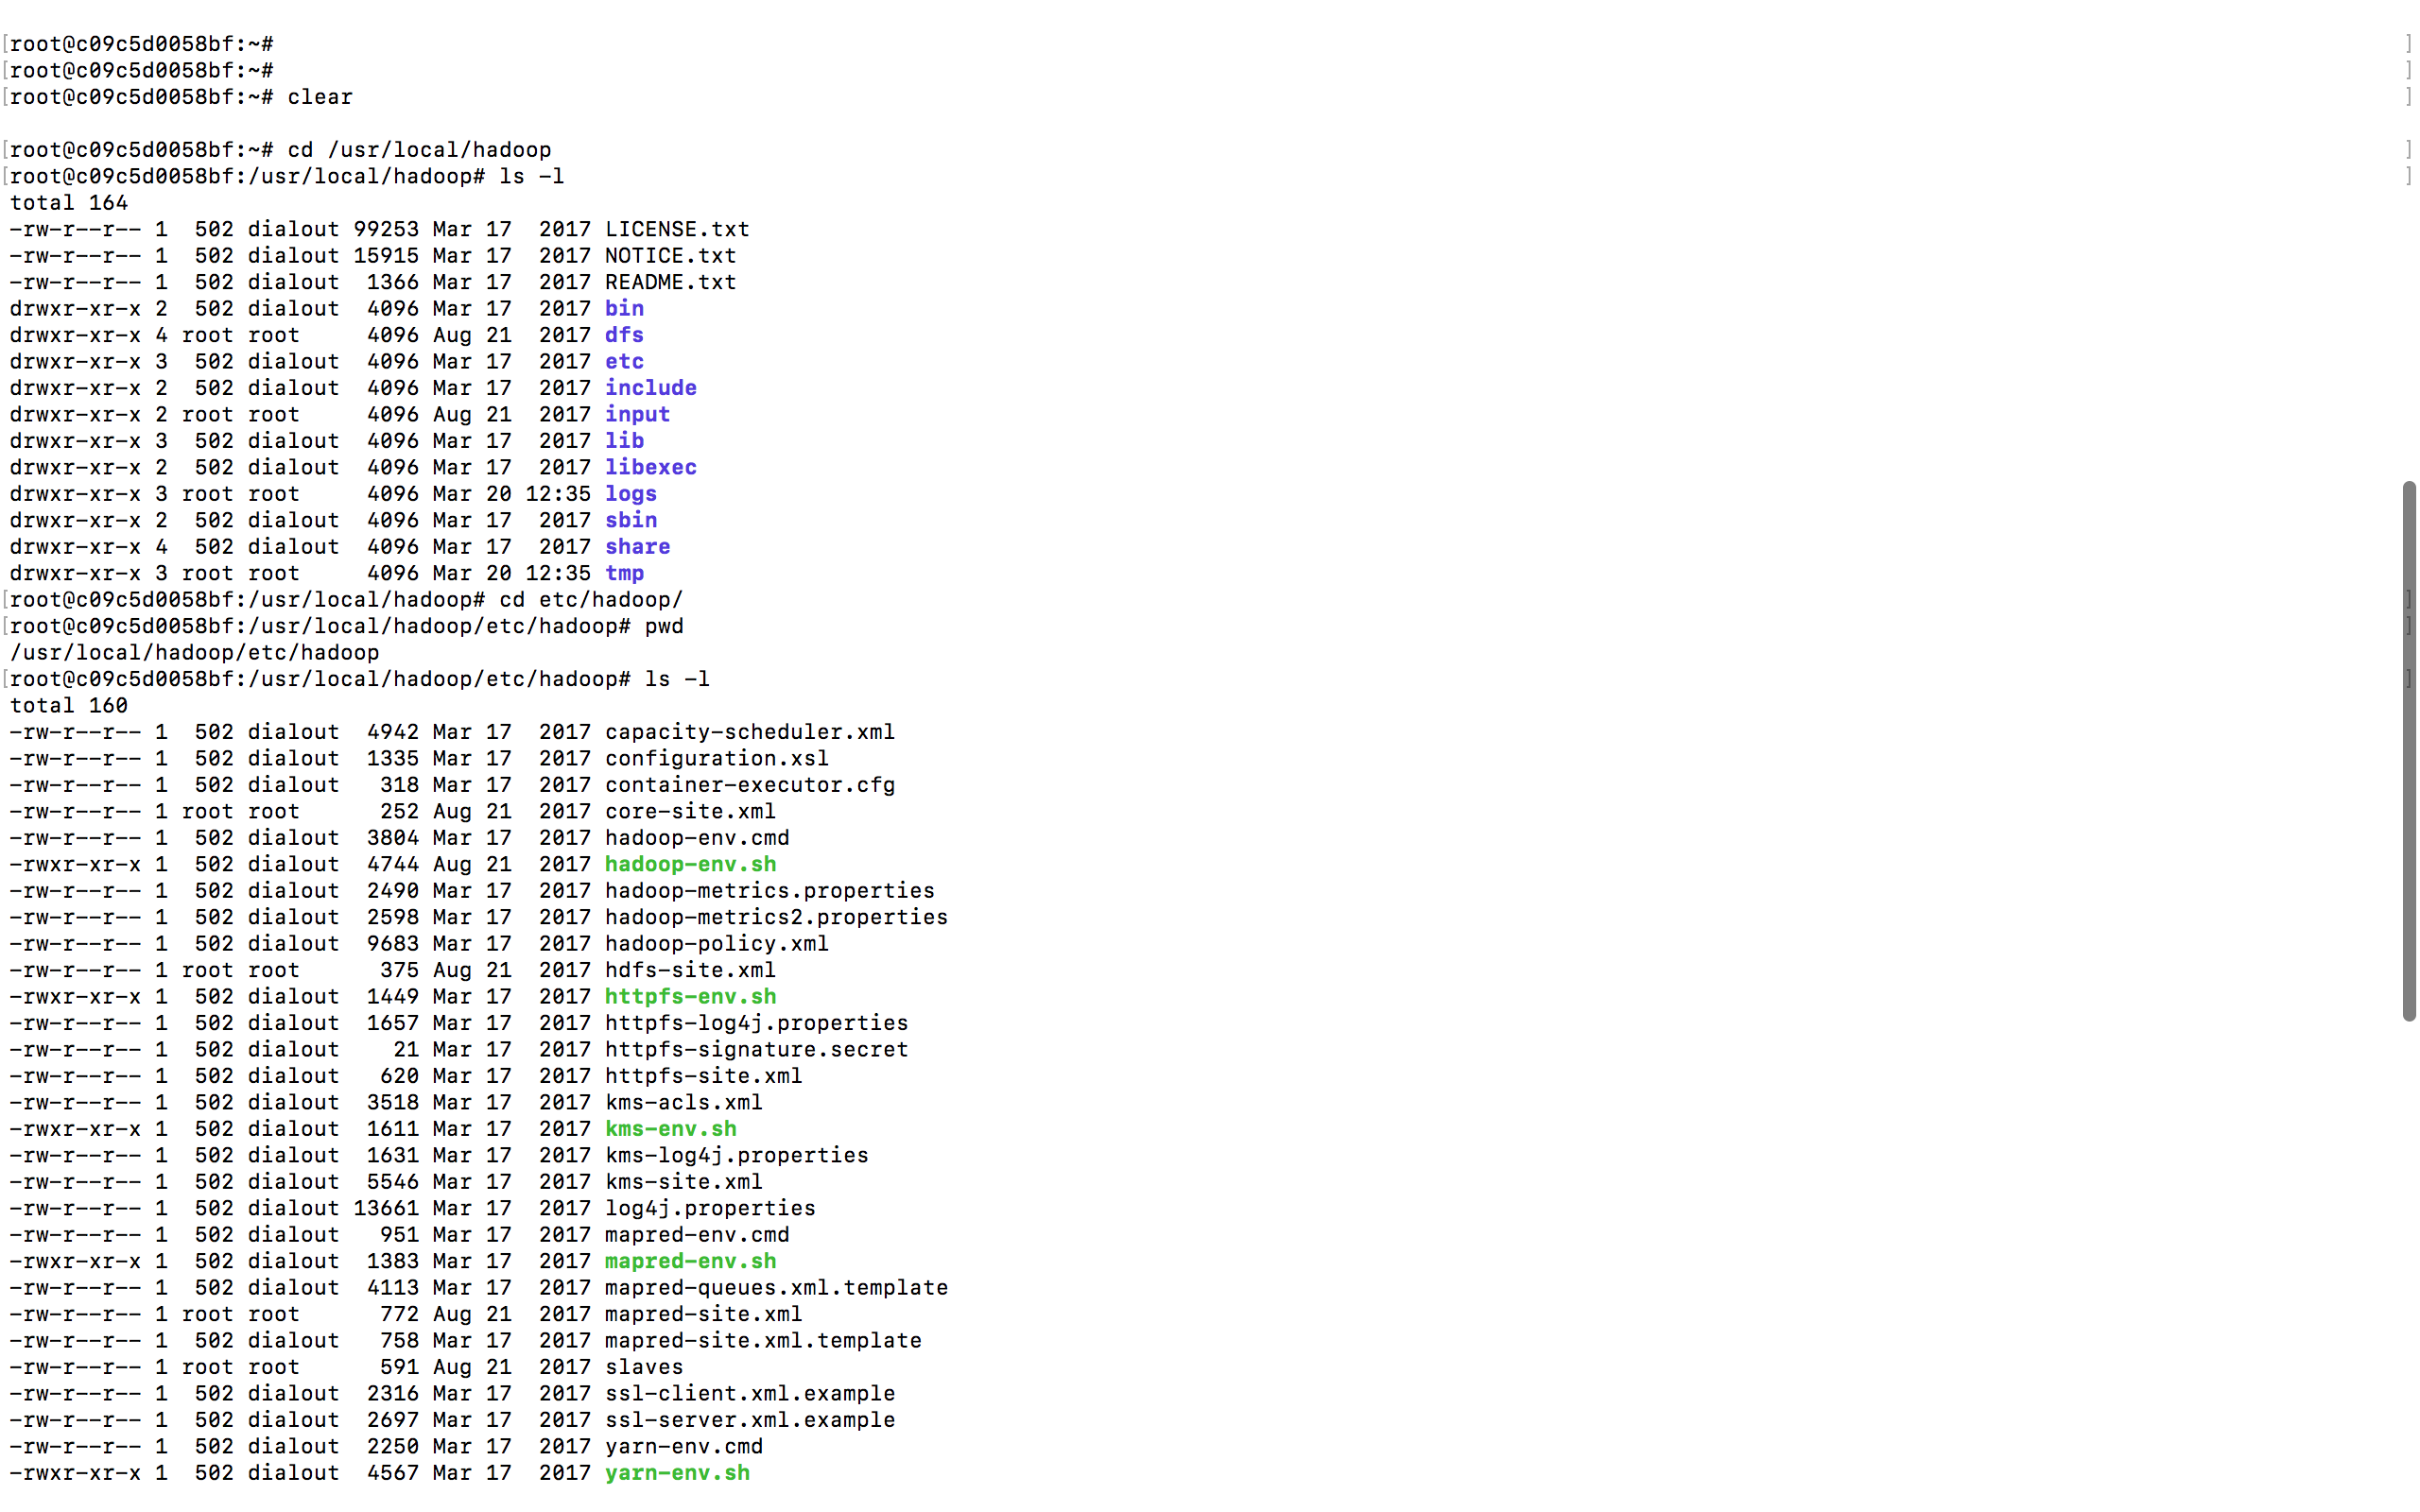 [root@c09c5d0058bf:~# ]
[root@c09c5d0058bf:~# ]
[root@c09c5d0058bf:~# clear ]
[root@c09c5d0058bf:~# cd /usr/local/hadoop ]
[root@c09c5d0058bf:/usr/local/hadoop# ls -l ]
total 164
-rw-r--r-- 1  502 dialout 99253 Mar 17  2017 LICENSE.txt
-rw-r--r-- 1  502 dialout 15915 Mar 17  2017 NOTICE.txt
-rw-r--r-- 1  502 dialout  1366 Mar 17  2017 README.txt
drwxr-xr-x 2  502 dialout  4096 Mar 17  2017 bin
drwxr-xr-x 4 root root     4096 Aug 21  2017 dfs
drwxr-xr-x 3  502 dialout  4096 Mar 17  2017 etc
drwxr-xr-x 2  502 dialout  4096 Mar 17  2017 include
drwxr-xr-x 2 root root     4096 Aug 21  2017 input
drwxr-xr-x 3  502 dialout  4096 Mar 17  2017 lib
drwxr-xr-x 2  502 dialout  4096 Mar 17  2017 libexec
drwxr-xr-x 3 root root     4096 Mar 20 12:35 logs
drwxr-xr-x 2  502 dialout  4096 Mar 17  2017 sbin
drwxr-xr-x 4  502 dialout  4096 Mar 17  2017 share
drwxr-xr-x 3 root root     4096 Mar 20 12:35 tmp
[root@c09c5d0058bf:/usr/local/hadoop# cd etc/hadoop/ ]
[root@c09c5d0058bf:/usr/local/hadoop/etc/hadoop# pwd ]
/usr/local/hadoop/etc/hadoop
[root@c09c5d0058bf:/usr/local/hadoop/etc/hadoop# ls -l ]
total 160
-rw-r--r-- 1  502 dialout  4942 Mar 17  2017 capacity-scheduler.xml
-rw-r--r-- 1  502 dialout  1335 Mar 17  2017 configuration.xsl
-rw-r--r-- 1  502 dialout   318 Mar 17  2017 container-executor.cfg
-rw-r--r-- 1 root root      252 Aug 21  2017 core-site.xml
-rw-r--r-- 1  502 dialout  3804 Mar 17  2017 hadoop-env.cmd
-rwxr-xr-x 1  502 dialout  4744 Aug 21  2017 hadoop-env.sh
-rw-r--r-- 1  502 dialout  2490 Mar 17  2017 hadoop-metrics.properties
-rw-r--r-- 1  502 dialout  2598 Mar 17  2017 hadoop-metrics2.properties
-rw-r--r-- 1  502 dialout  9683 Mar 17  2017 hadoop-policy.xml
-rw-r--r-- 1 root root      375 Aug 21  2017 hdfs-site.xml
-rwxr-xr-x 1  502 dialout  1449 Mar 17  2017 httpfs-env.sh
-rw-r--r-- 1  502 dialout  1657 Mar 17  2017 httpfs-log4j.properties
-rw-r--r-- 1  502 dialout    21 Mar 17  2017 httpfs-signature.secret
-rw-r--r-- 1  502 dialout   620 Mar 17  2017 httpfs-site.xml
-rw-r--r-- 1  502 dialout  3518 Mar 17  2017 kms-acls.xml
-rwxr-xr-x 1  502 dialout  1611 Mar 17  2017 kms-env.sh
-rw-r--r-- 1  502 dialout  1631 Mar 17  2017 kms-log4j.properties
-rw-r--r-- 1  502 dialout  5546 Mar 17  2017 kms-site.xml
-rw-r--r-- 1  502 dialout 13661 Mar 17  2017 log4j.properties
-rw-r--r-- 1  502 dialout   951 Mar 17  2017 mapred-env.cmd
-rwxr-xr-x 1  502 dialout  1383 Mar 17  2017 mapred-env.sh
-rw-r--r-- 1  502 dialout  4113 Mar 17  2017 mapred-queues.xml.template
-rw-r--r-- 1 root root      772 Aug 21  2017 mapred-site.xml
-rw-r--r-- 1  502 dialout   758 Mar 17  2017 mapred-site.xml.template
-rw-r--r-- 1 root root      591 Aug 21  2017 slaves
-rw-r--r-- 1  502 dialout  2316 Mar 17  2017 ssl-client.xml.example
-rw-r--r-- 1  502 dialout  2697 Mar 17  2017 ssl-server.xml.example
-rw-r--r-- 1  502 dialout  2250 Mar 17  2017 yarn-env.cmd
-rwxr-xr-x 1  502 dialout  4567 Mar 17  2017 yarn-env.sh